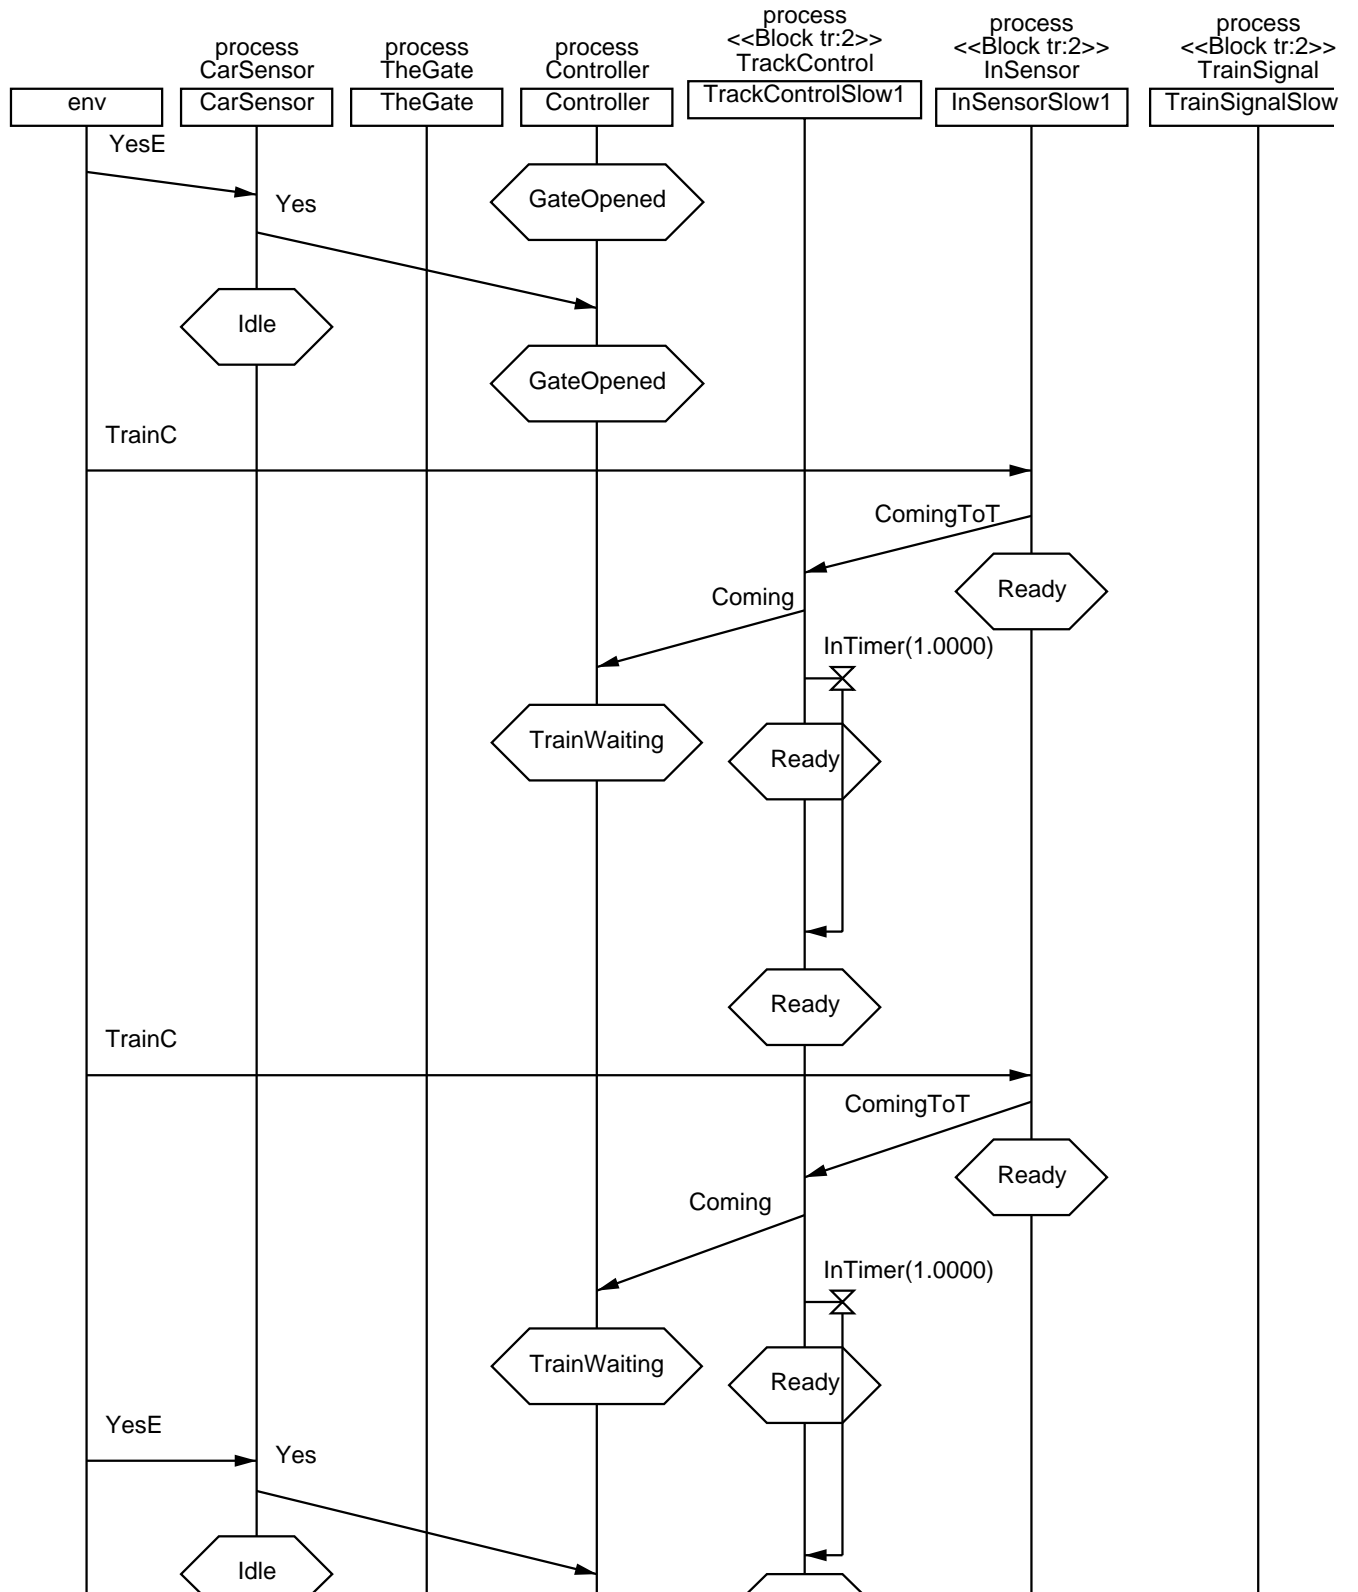 process
CarSensor
process
TheGate
process
Controller
process
<<Block tr:2>>
TrackControl
process
<<Block tr:2>>
InSensor
process
<<Block tr:2>>
TrainSignal
env
CarSensor
TheGate
Controller
TrackControlSlow1
InSensorSlow1
TrainSignalSlow
YesE
Yes
GateOpened
Idle
GateOpened
TrainC
ComingToT
Ready
Coming
InTimer(1.0000)
TrainWaiting
Ready
Ready
TrainC
ComingToT
Ready
Coming
InTimer(1.0000)
TrainWaiting
Ready
YesE
Yes
Idle